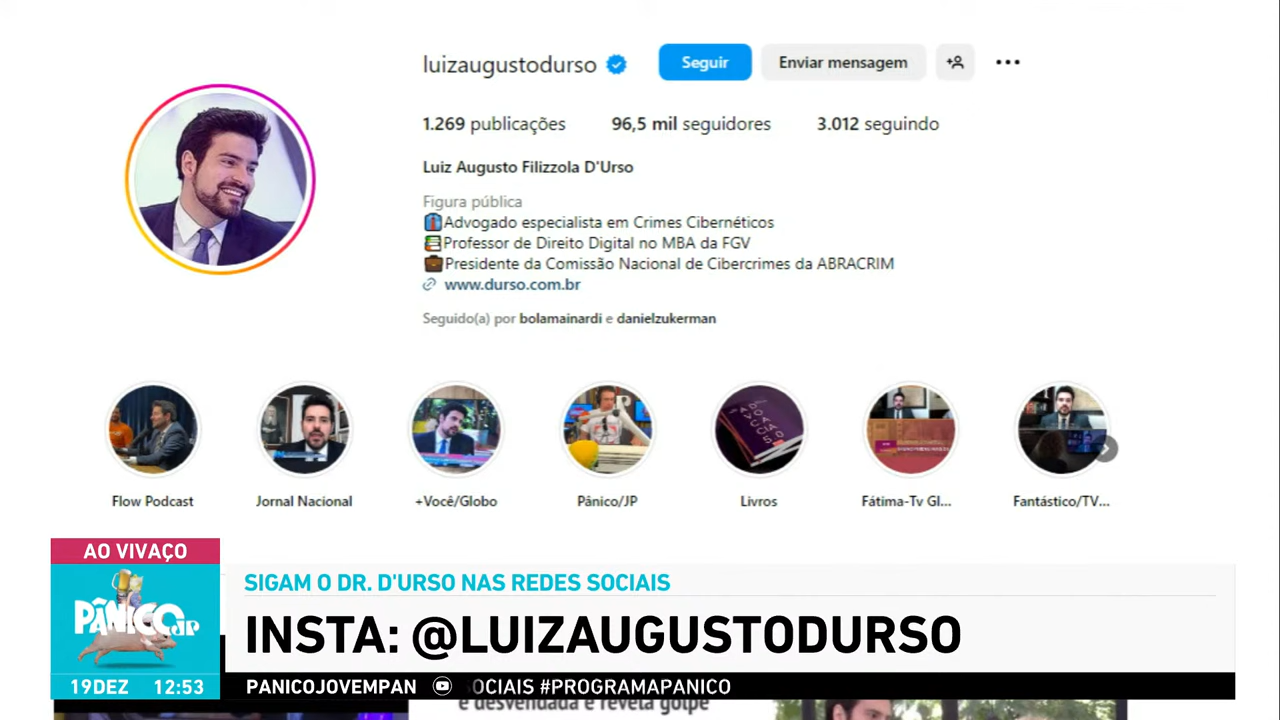 luizaugustodurso
Seguir
Enviar mensagem
1.269 publicações
96,5 mil seguidores
3.012 seguindo
Luiz Augusto Filizzola D'Urso
Figura pública
Advogado especialista em Crimes Cibernéticos
Professor de Direito Digital no MBA da FGV
Presidente da Comissão Nacional de Cibercrimes da ABRACRIM
www.durso.com.br
Seguido(a) por bolamainardi e danielzukerman
Flow Podcast
Jornal Nacional
+Você/Globo
Pânico/JP
Livros
Fátima-Tv Gl...
Fantástico/TV...
AO VIVAÇO
PÂNICO JP
19DEZ 12:53
SIGAM O DR. D'URSO NAS REDES SOCIAIS
INSTA: @LUIZAUGUSTODURSO
PANICOJOVEMPAN OCIAIS #PROGRAMAPANICO
e desvendada e revela golpe